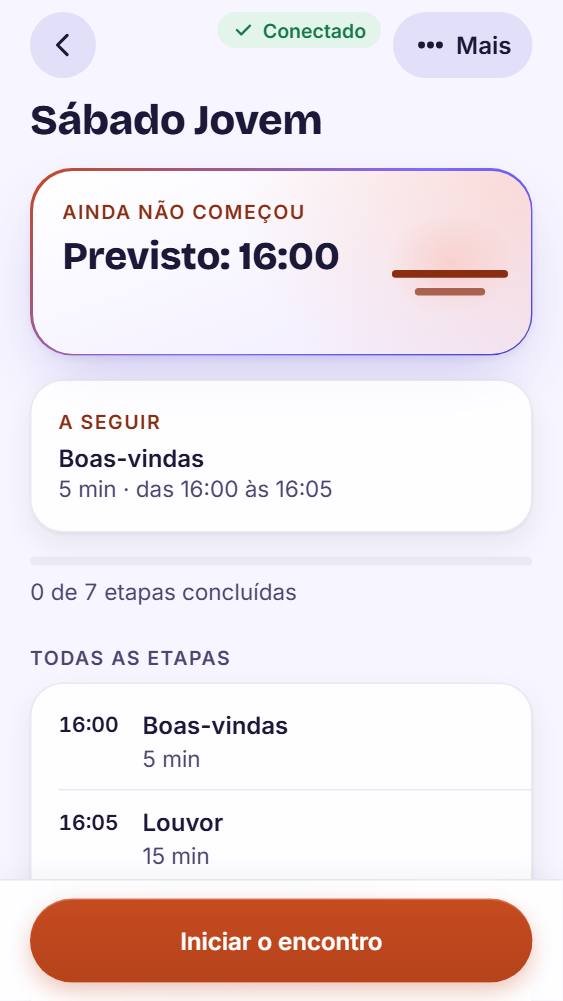 Conectado
Mais
Sábado Jovem
AINDA NÃO COMEÇOU
Previsto: 16:00
A SEGUIR
Boas-vindas
5 min · das 16:00 às 16:05
0 de 7 etapas concluídas
TODAS AS ETAPAS
16:00 Boas-vindas
5 min
16:05 Louvor
15 min
Iniciar o encontro